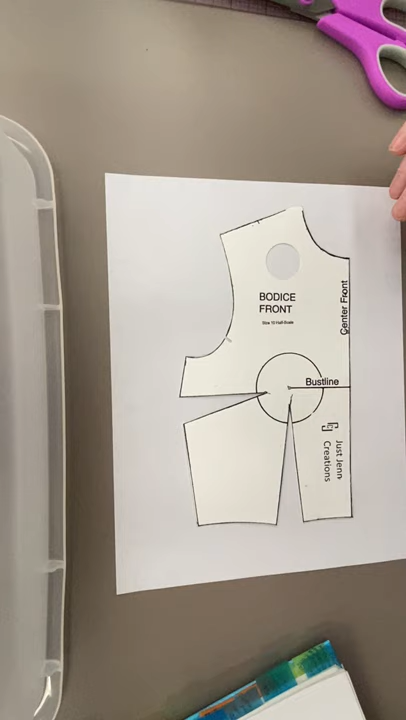 BODICE
FRONT
Size 10 Half-Scale
Center Front
Bustline
Just Jenn
Creations